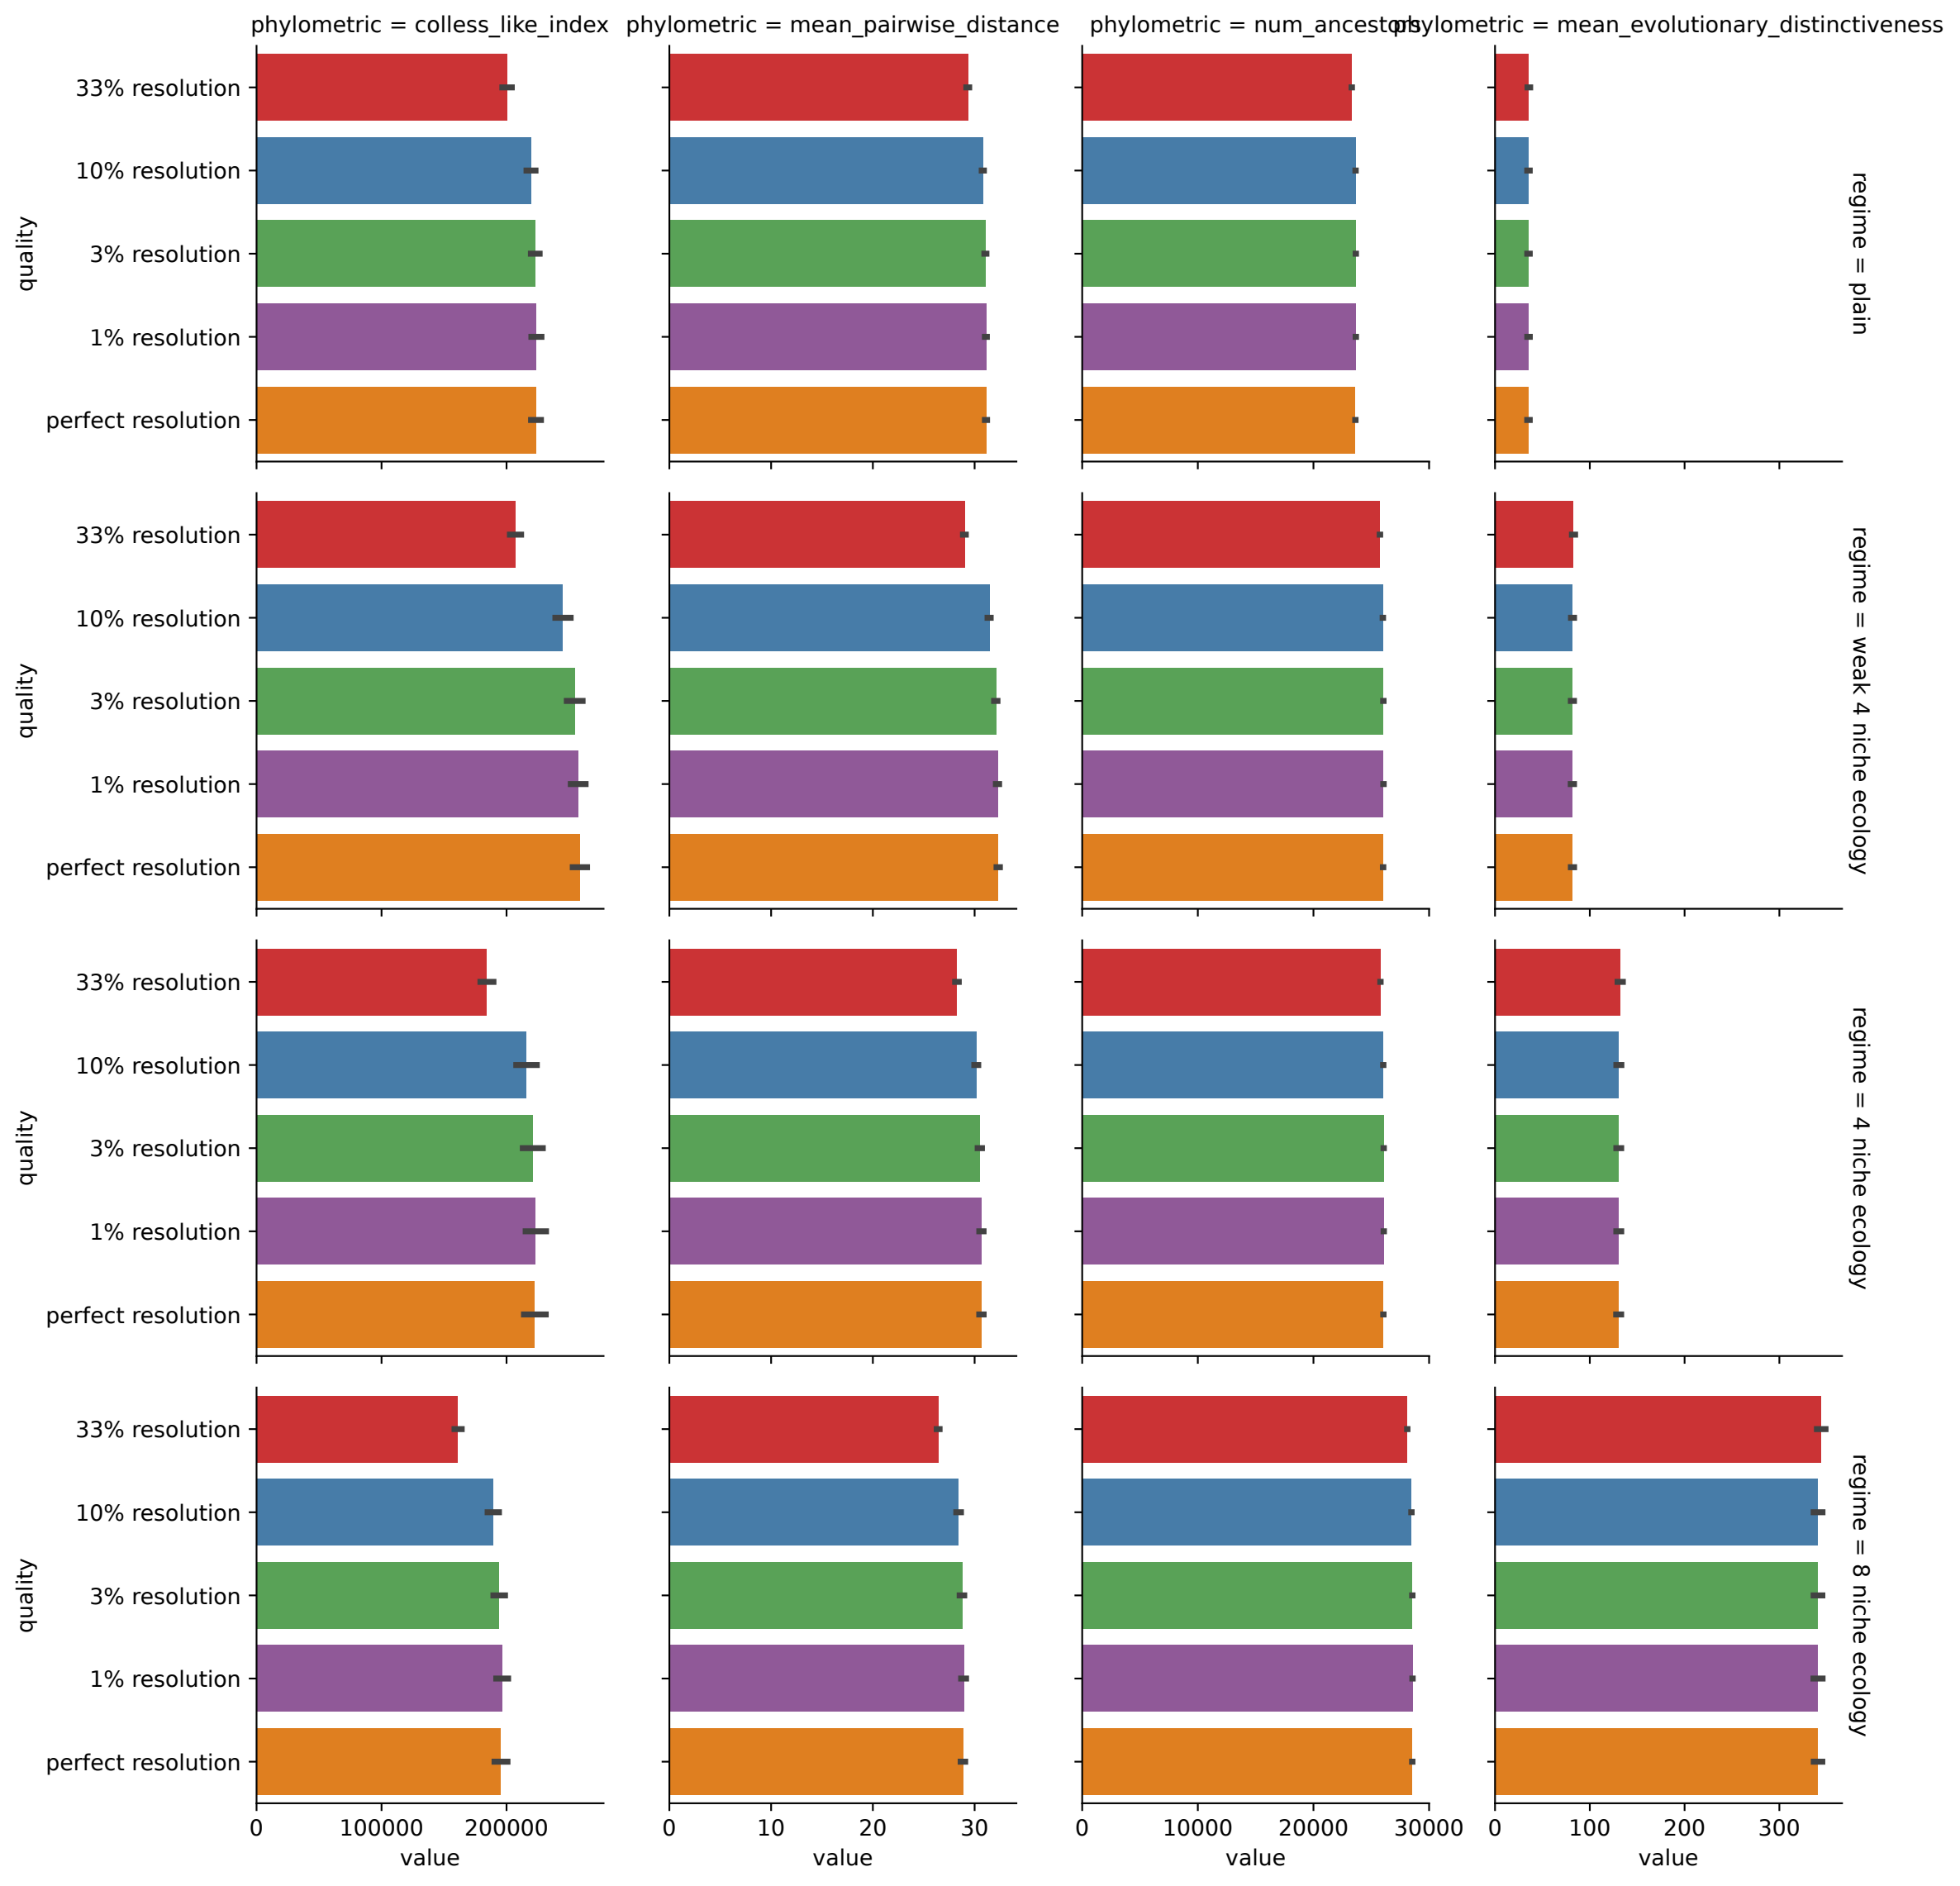 phylometric = colless_like_index
phylometric = mean_pairwise_distance
phylometric = num_ancestors
phylometric = mean_evolutionary_distinctiveness
33% resolution
10% resolution
3% resolution
1% resolution
perfect resolution
quality
regime = plain
33% resolution
10% resolution
3% resolution
1% resolution
perfect resolution
quality
regime = weak 4 niche ecology
33% resolution
10% resolution
3% resolution
1% resolution
perfect resolution
quality
regime = 4 niche ecology
33% resolution
10% resolution
3% resolution
1% resolution
perfect resolution
quality
regime = 8 niche ecology
0 100000 200000
0 10 20 30
0 10000 20000 30000
0 100 200 300
value
value
value
value